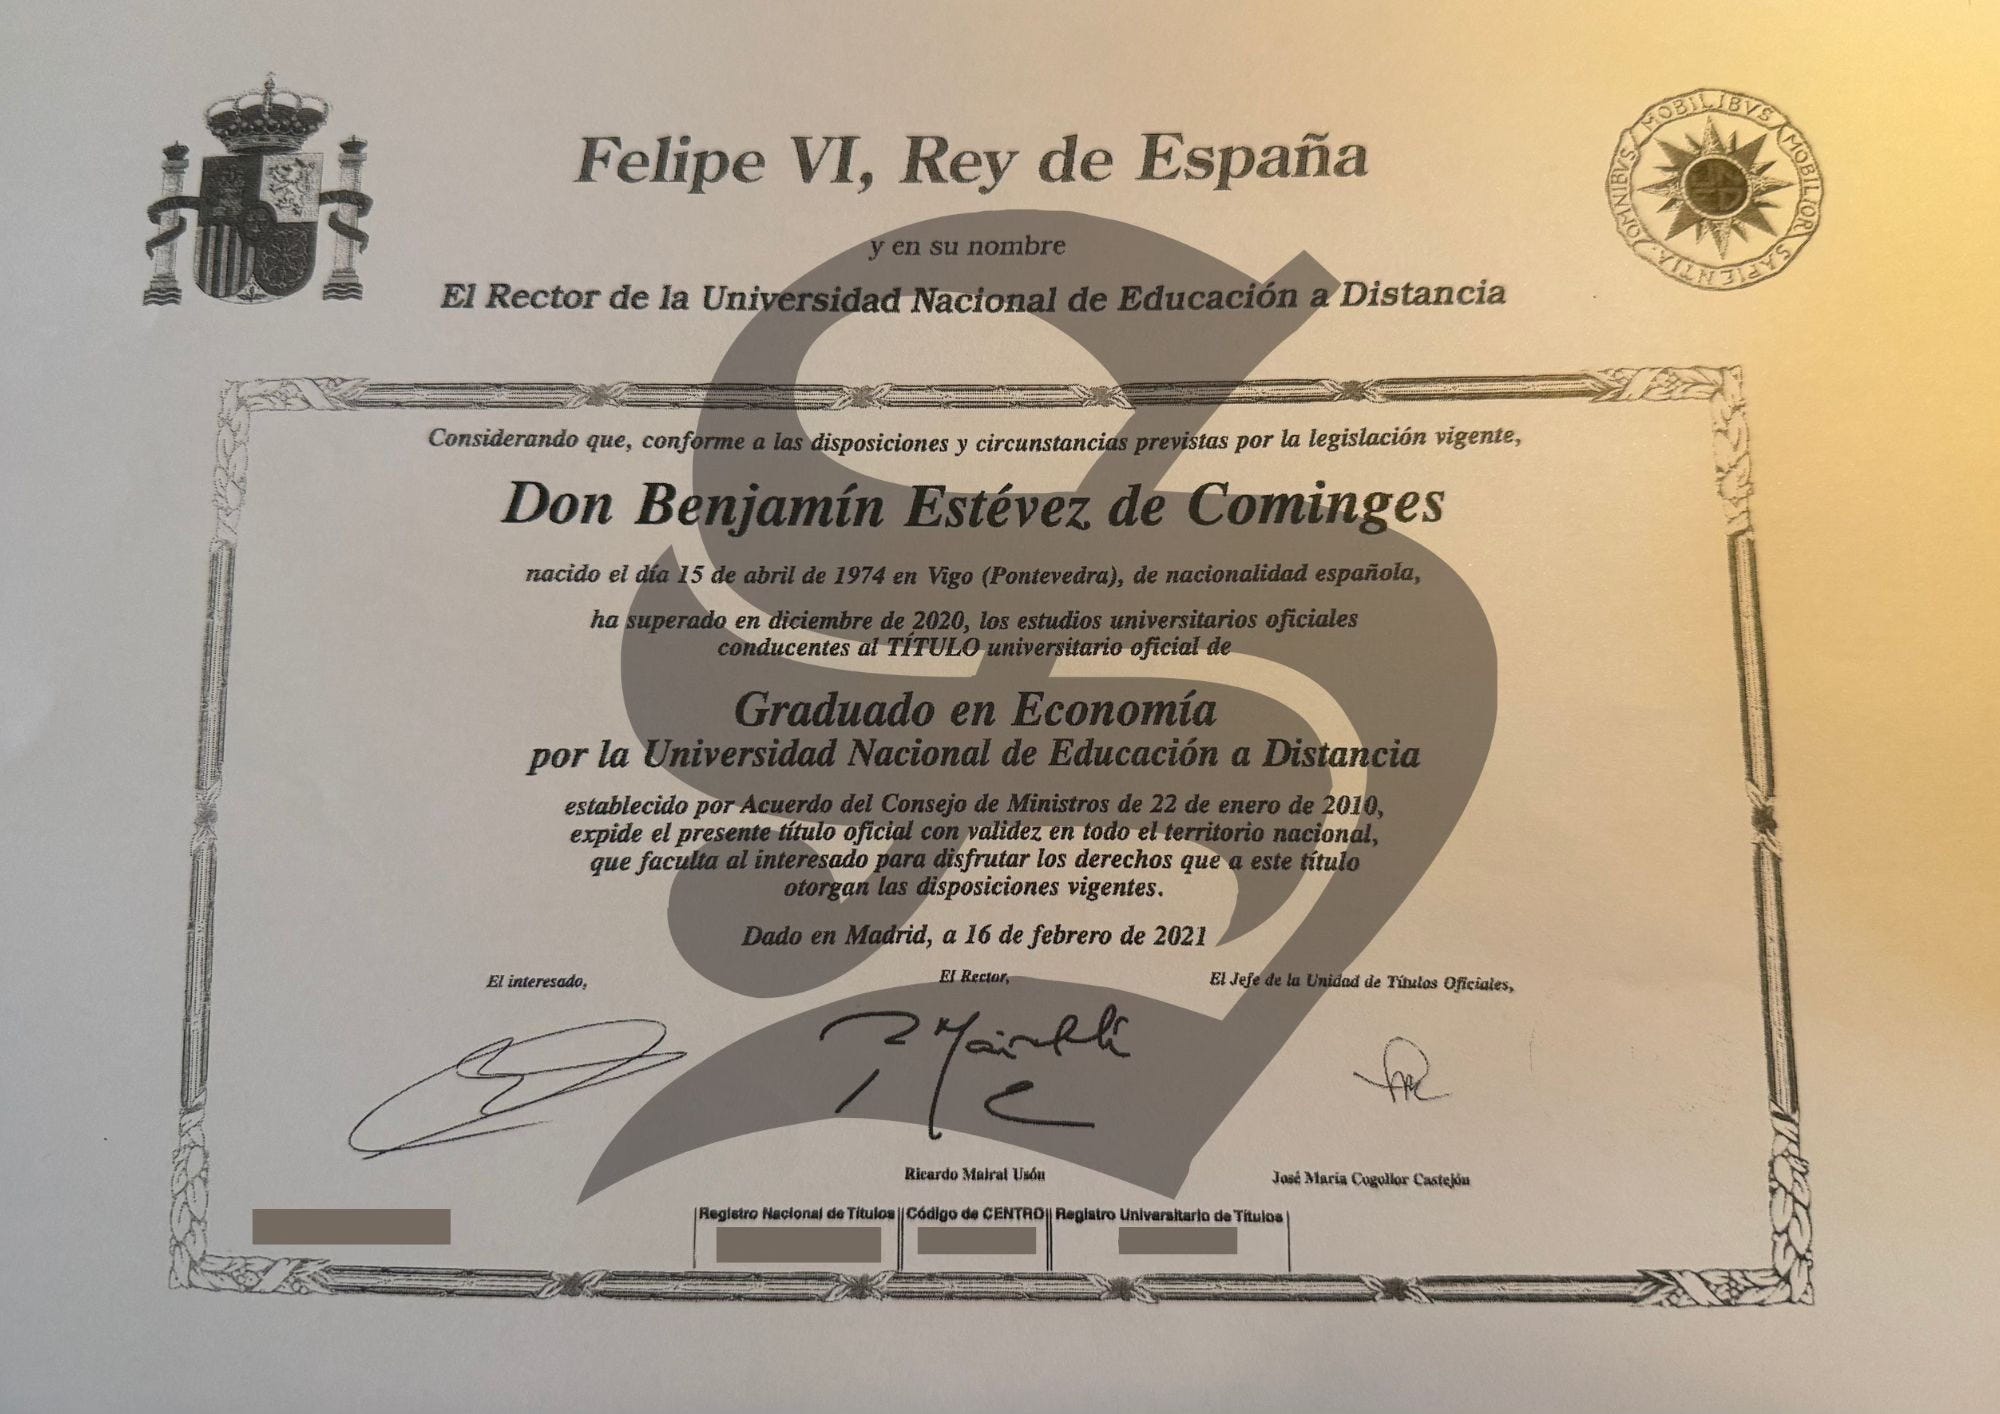 Felipe VI, Rey de España
y en su nombre
El Rector de la Universidad Nacional de Educación a Distancia
OMNIBVS MOBILIBVS MOBILIOR SAPIENTIA
Considerando que, conforme a las disposiciones y circunstancias previstas por la legislación vigente,
Don Benjamín Estévez de Cominges
nacido el día 15 de abril de 1974 en Vigo (Pontevedra), de nacionalidad española,
ha superado en diciembre de 2020, los estudios universitarios oficiales
conducentes al TÍTULO universitario oficial de
Graduado en Economía
por la Universidad Nacional de Educación a Distancia
establecido por Acuerdo del Consejo de Ministros de 22 de enero de 2010,
expide el presente título oficial con validez en todo el territorio nacional,
que faculta al interesado para disfrutar los derechos que a este título
otorgan las disposiciones vigentes.
Dado en Madrid, a 16 de febrero de 2021
El interesado,
El Rector,
El Jefe de la Unidad de Títulos Oficiales,
Ricardo Mairal Usón
José María Cogollor Castejón
Registro Nacional de Títulos
Código de CENTRO
Registro Universitario de Títulos